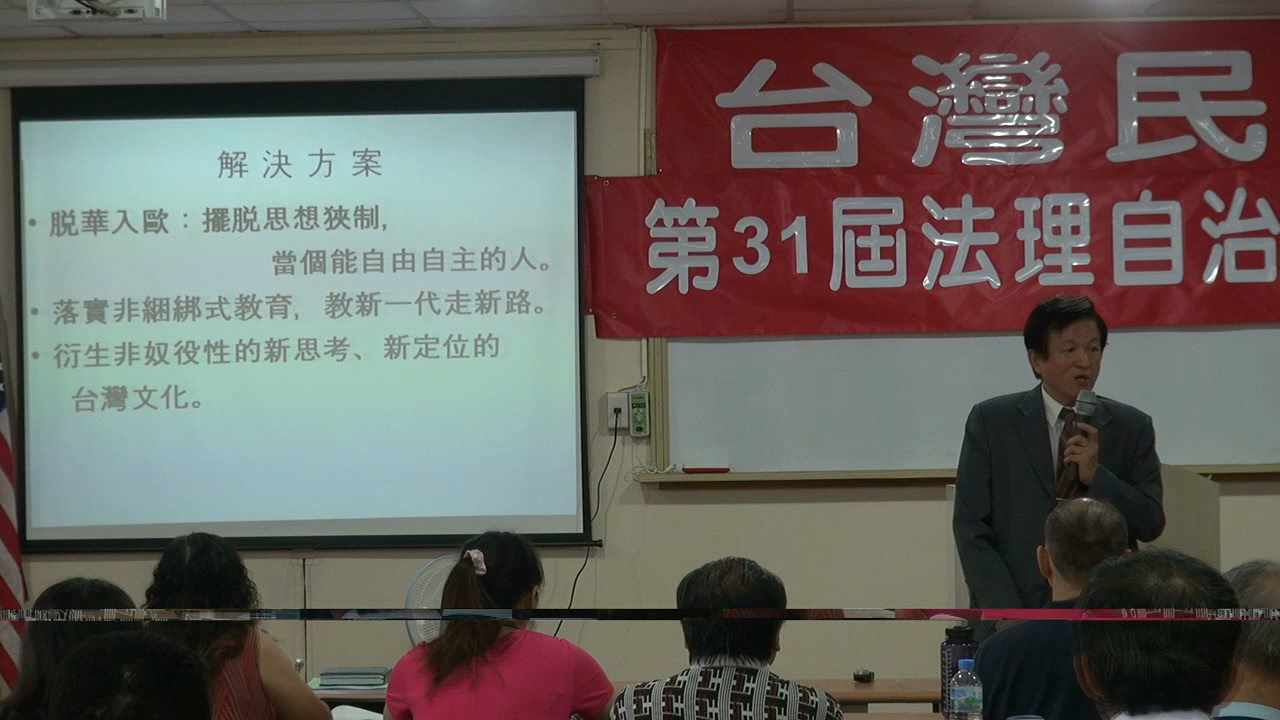 解決方案
• 脱華入歐：擺脱思想狹制,
當個能自由自主的人。
• 落實非綑綁式教育, 教新一代走新路。
• 衍生非奴役性的新思考、新定位的
台灣文化。
台灣民
第31屆法理自治